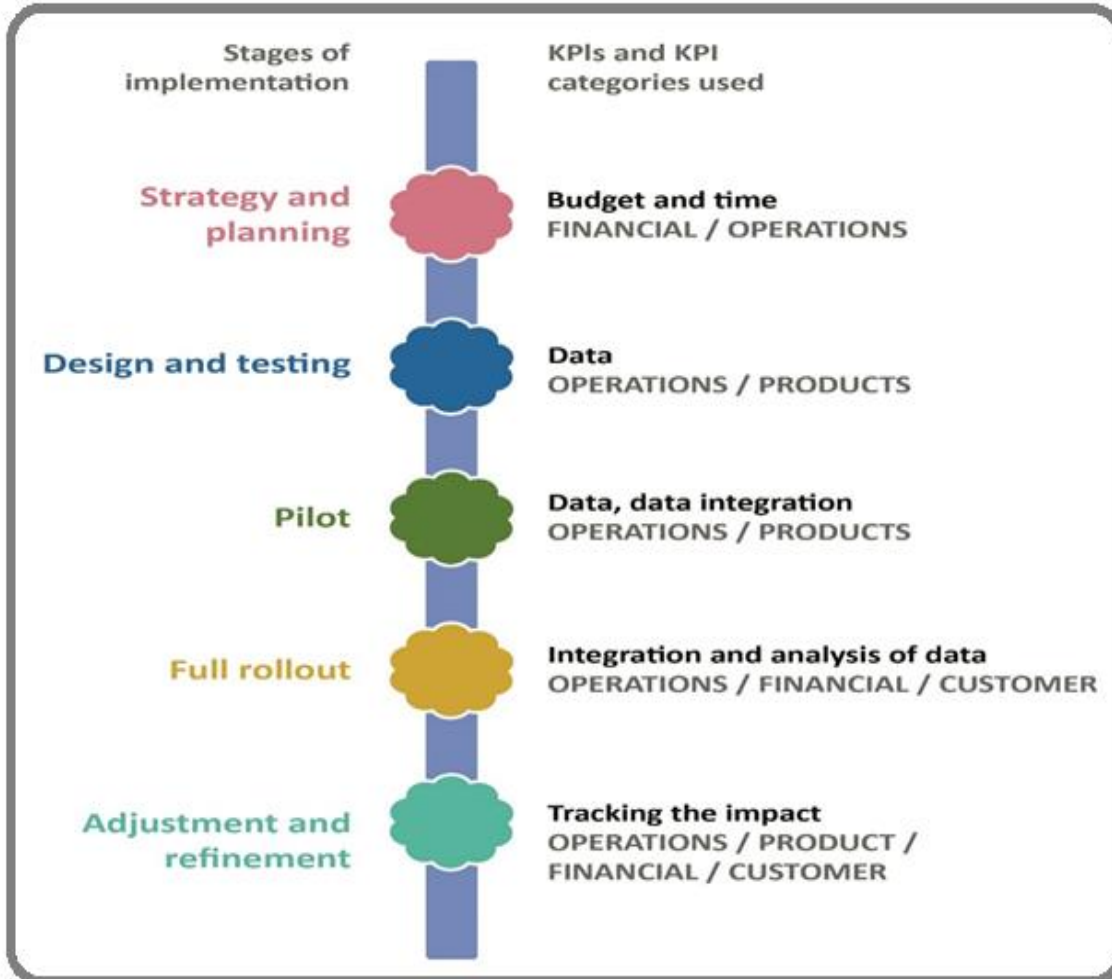 Stages of
implementation
KPIs and KPI
categories used
Strategy and
planning
Budget and time
FINANCIAL / OPERATIONS
Design and testing
Data
OPERATIONS / PRODUCTS
Pilot
Data, data integration
OPERATIONS / PRODUCTS
Full rollout
Integration and analysis of data
OPERATIONS / FINANCIAL / CUSTOMER
Adjustment and
refinement
Tracking the impact
OPERATIONS / PRODUCT /
FINANCIAL / CUSTOMER